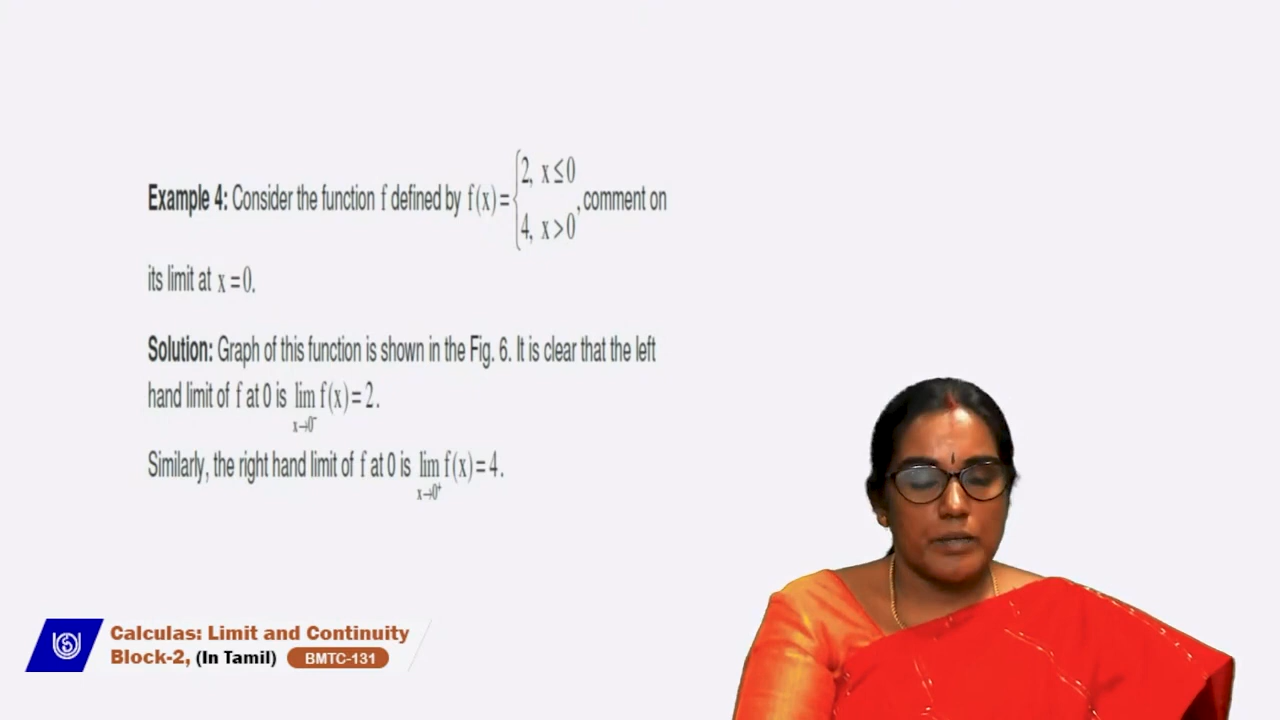 Example 4: Consider the function f defined by f(x) = {2, x ≤ 0
4, x > 0 , comment on
its limit at x = 0.
Solution: Graph of this function is shown in the Fig. 6. It is clear that the left
hand limit of f at 0 is lim x→0⁻ f(x) = 2.
Similarly, the right hand limit of f at 0 is lim x→0⁺ f(x) = 4.
Calculas: Limit and Continuity
Block-2, (In Tamil) BMTC-131